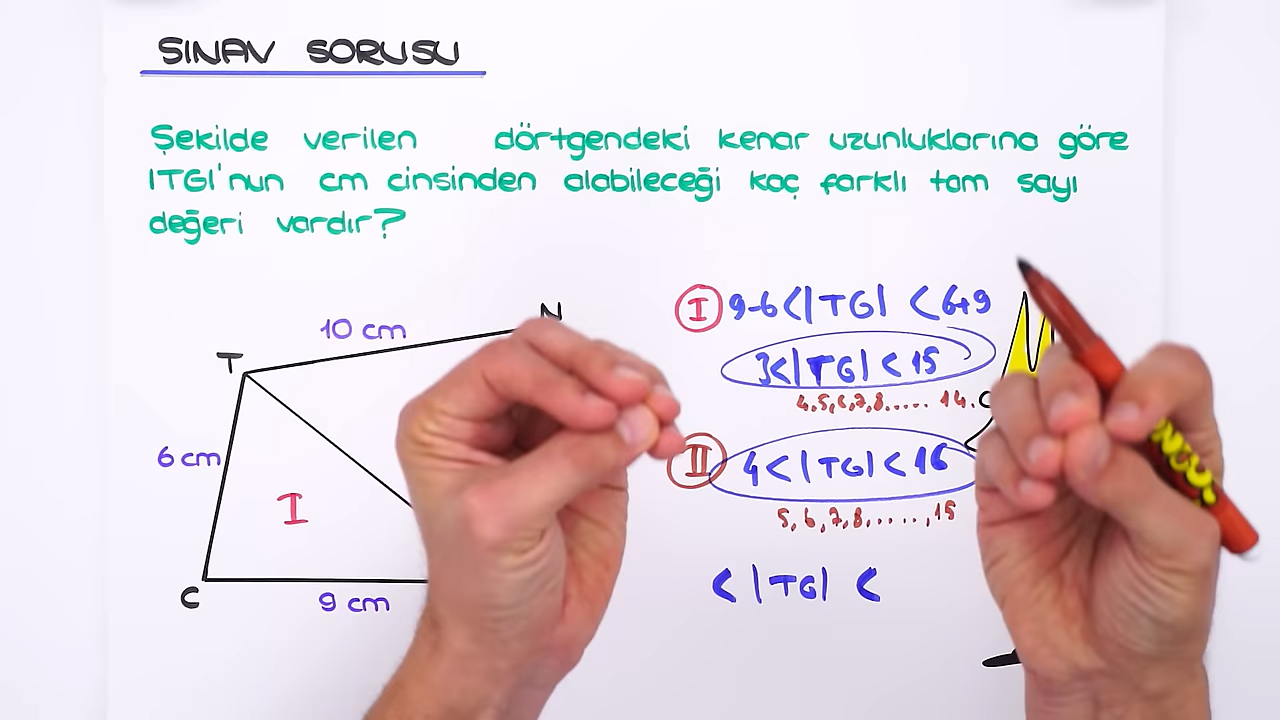 SINAV SORUSU
Şekilde verilen dörtgendeki kenar uzunluklarına göre
ITGI'nun cm cinsinden alabileceği kaç farklı tam sayı
değeri vardır?
N
10 cm
T
6 cm
I
C
9 cm
I 9-6<|TG|<6+9
3<|TG|<15
4,5,6,7,8..... 14.
II 4<|TG|<16
5,6,7,8,.....,15
<|TG|<